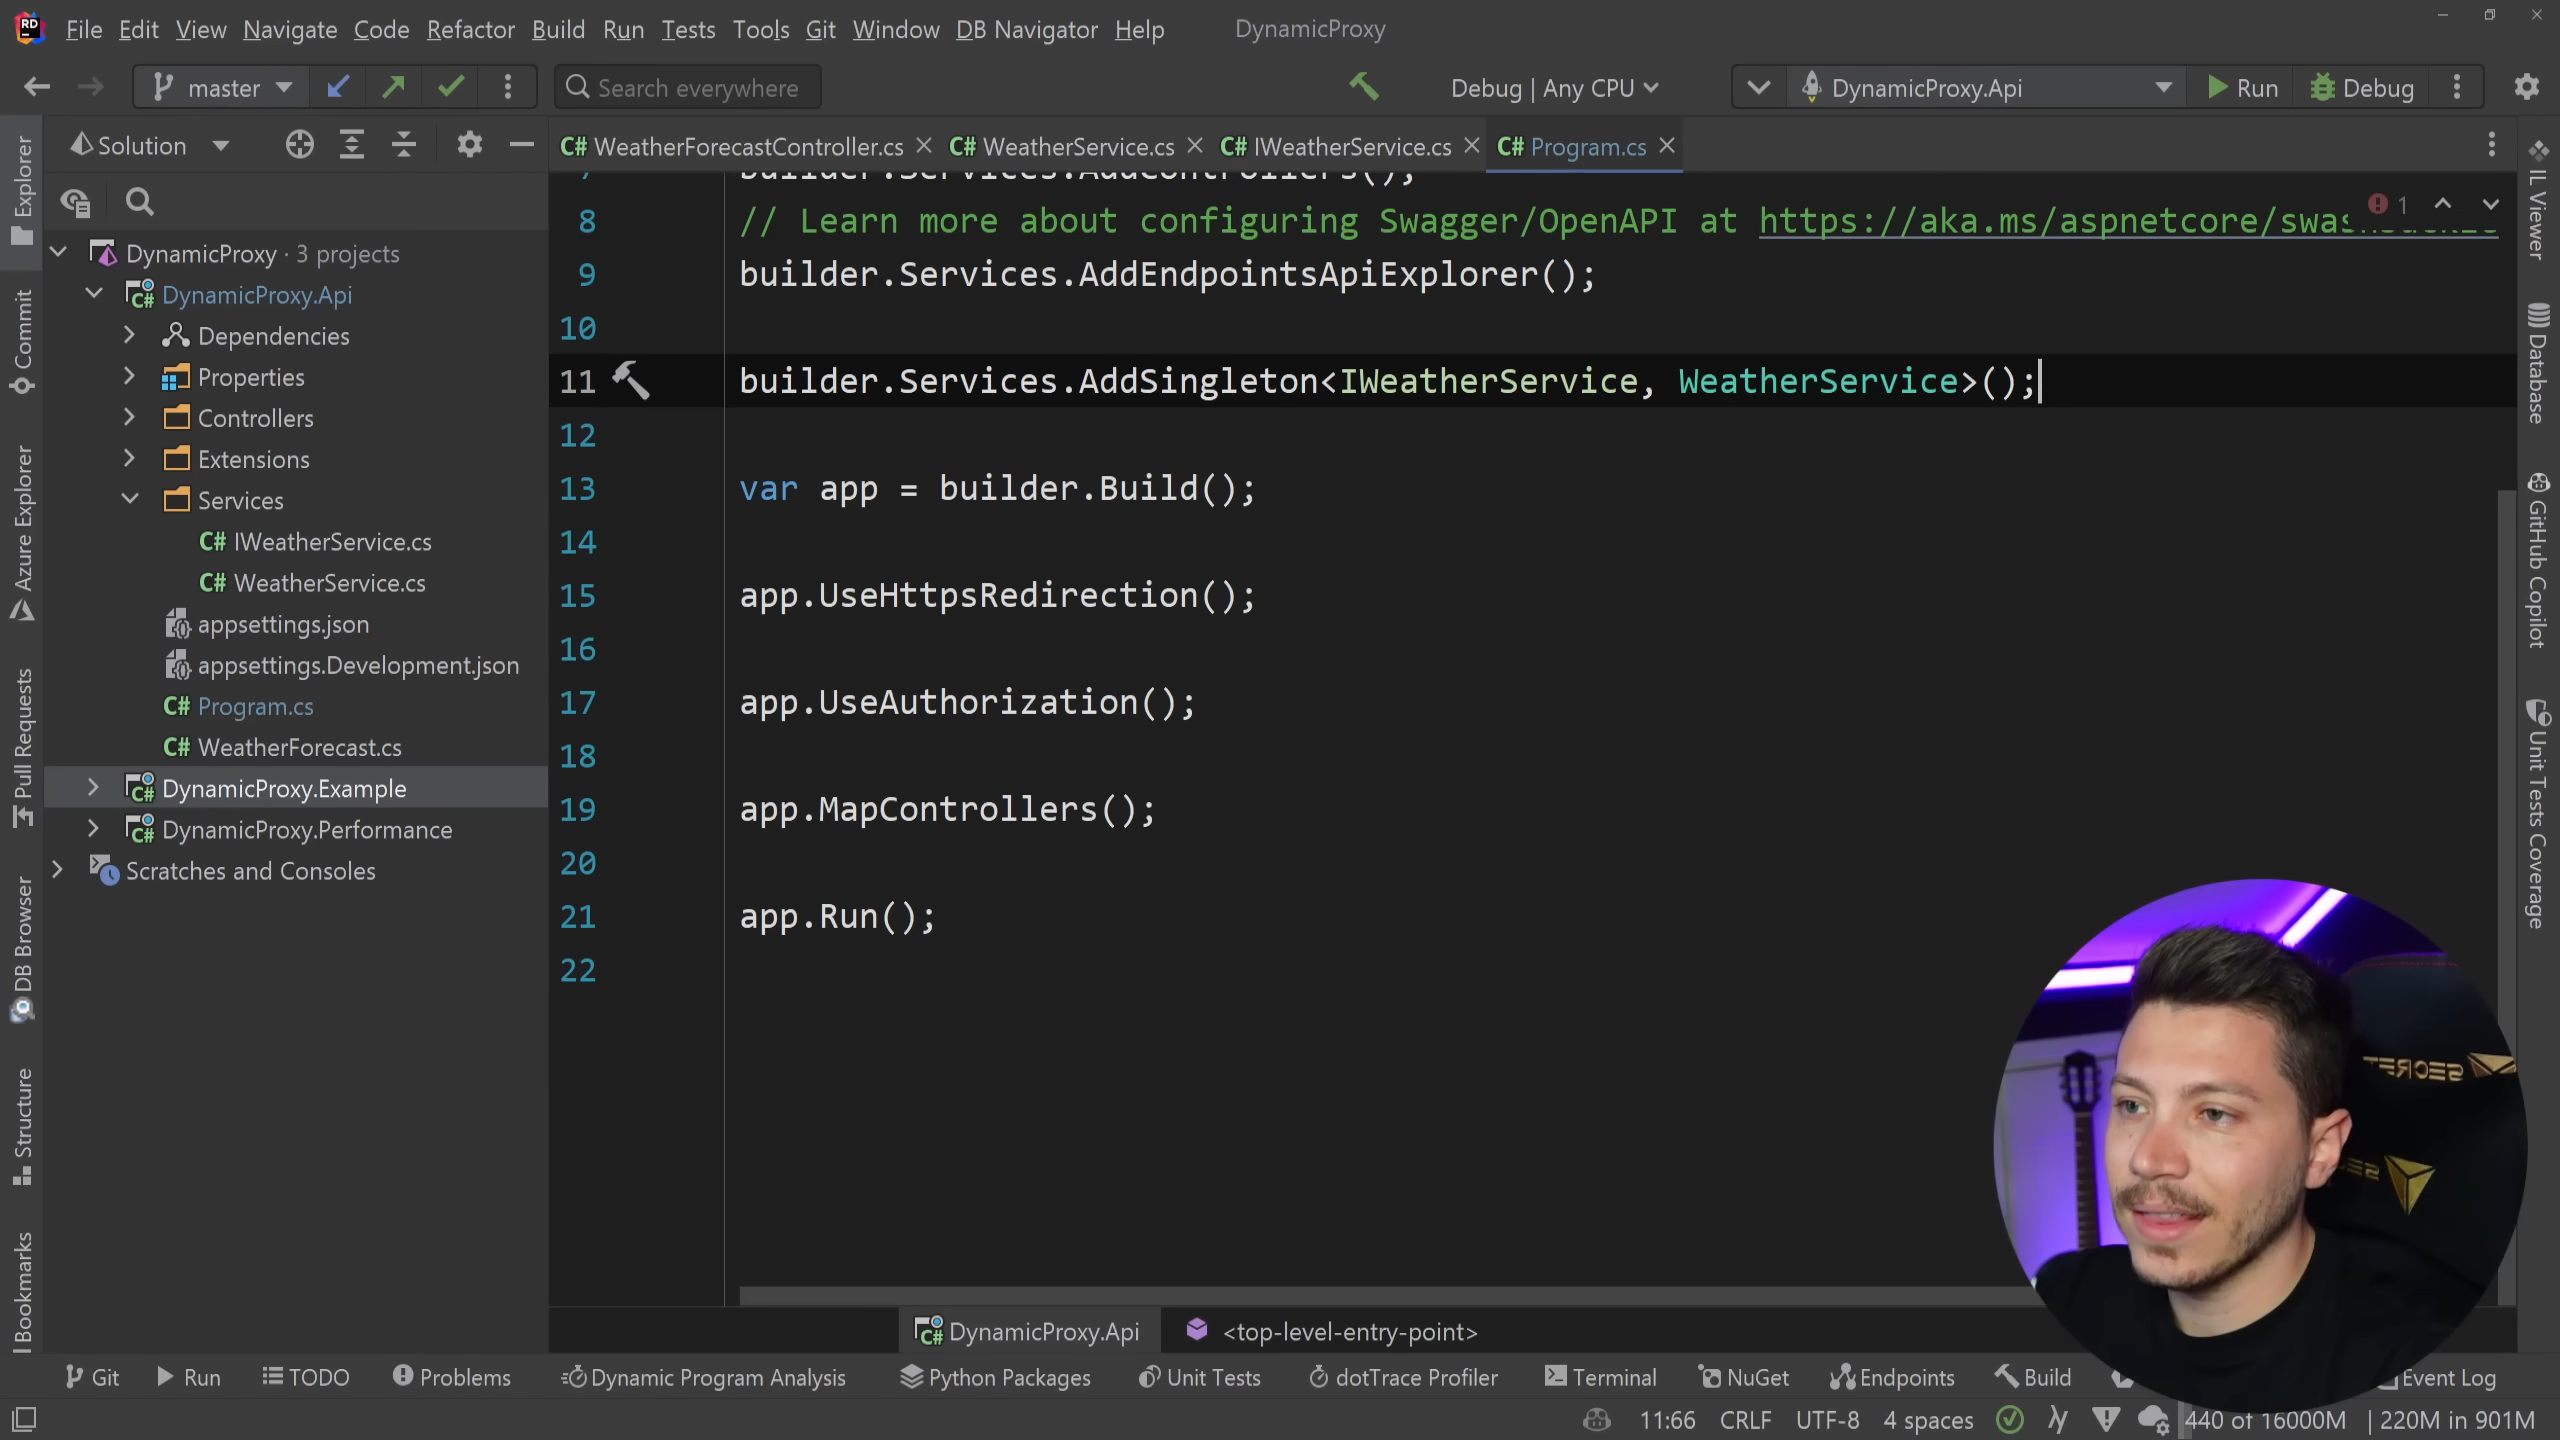 RD File Edit View Navigate Code Refactor Build Run Tests Tools Git Window DB Navigator Help DynamicProxy
master Search everywhere Debug | Any CPU DynamicProxy.Api Run Debug
Solution
C# WeatherForecastController.cs C# WeatherService.cs C# IWeatherService.cs C# Program.cs
Explorer
Commit
Azure Explorer
Pull Requests
DB Browser
Structure
Bookmarks
DynamicProxy · 3 projects
DynamicProxy.Api
Dependencies
Properties
Controllers
Extensions
Services
C# IWeatherService.cs
C# WeatherService.cs
appsettings.json
appsettings.Development.json
C# Program.cs
C# WeatherForecast.cs
DynamicProxy.Example
DynamicProxy.Performance
Scratches and Consoles
7 builder.Services.AddControllers();
8 // Learn more about configuring Swagger/OpenAPI at https://aka.ms/aspnetcore/swashbuckle
1
9 builder.Services.AddEndpointsApiExplorer();
10
11 builder.Services.AddSingleton<IWeatherService, WeatherService>();
12
13 var app = builder.Build();
14
15 app.UseHttpsRedirection();
16
17 app.UseAuthorization();
18
19 app.MapControllers();
20
21 app.Run();
22
IL Viewer
Database
GitHub Copilot
Unit Tests Coverage
DynamicProxy.Api <top-level-entry-point>
Git Run TODO Problems Dynamic Program Analysis Python Packages Unit Tests dotTrace Profiler Terminal NuGet Endpoints Build Event Log
11:66 CRLF UTF-8 4 spaces 440 of 16000M | 220M in 901M